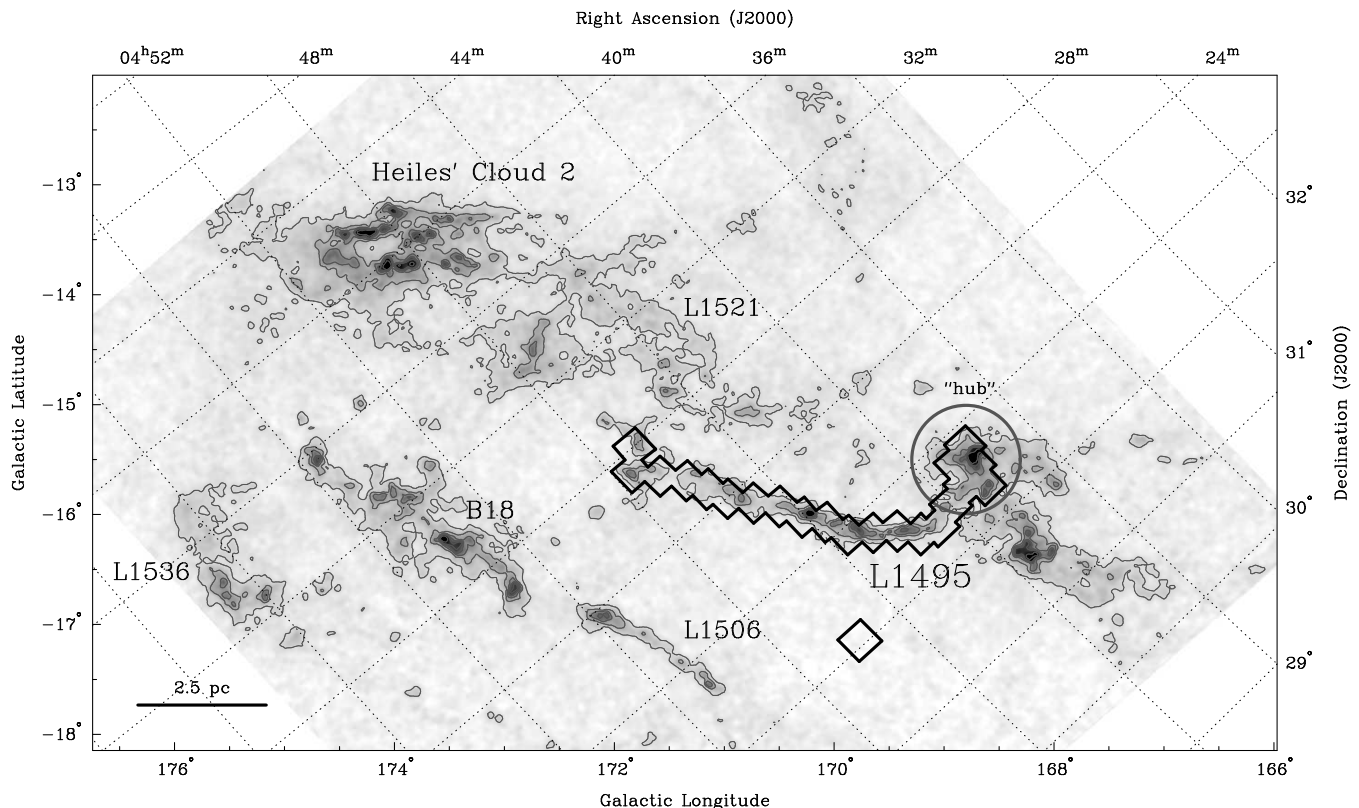 Right Ascension (J2000)
04ʰ52ᵐ 48ᵐ 44ᵐ 40ᵐ 36ᵐ 32ᵐ 28ᵐ 24ᵐ
Heiles' Cloud 2
−13°
32°
−14°
L1521
31°
Galactic Latitude
Declination (J2000)
−15°
"hub"
−16°
B18
30°
L1536
L1495
−17°
L1506
29°
2.5 pc
−18°
176° 174° 172° 170° 168° 166°
Galactic Longitude